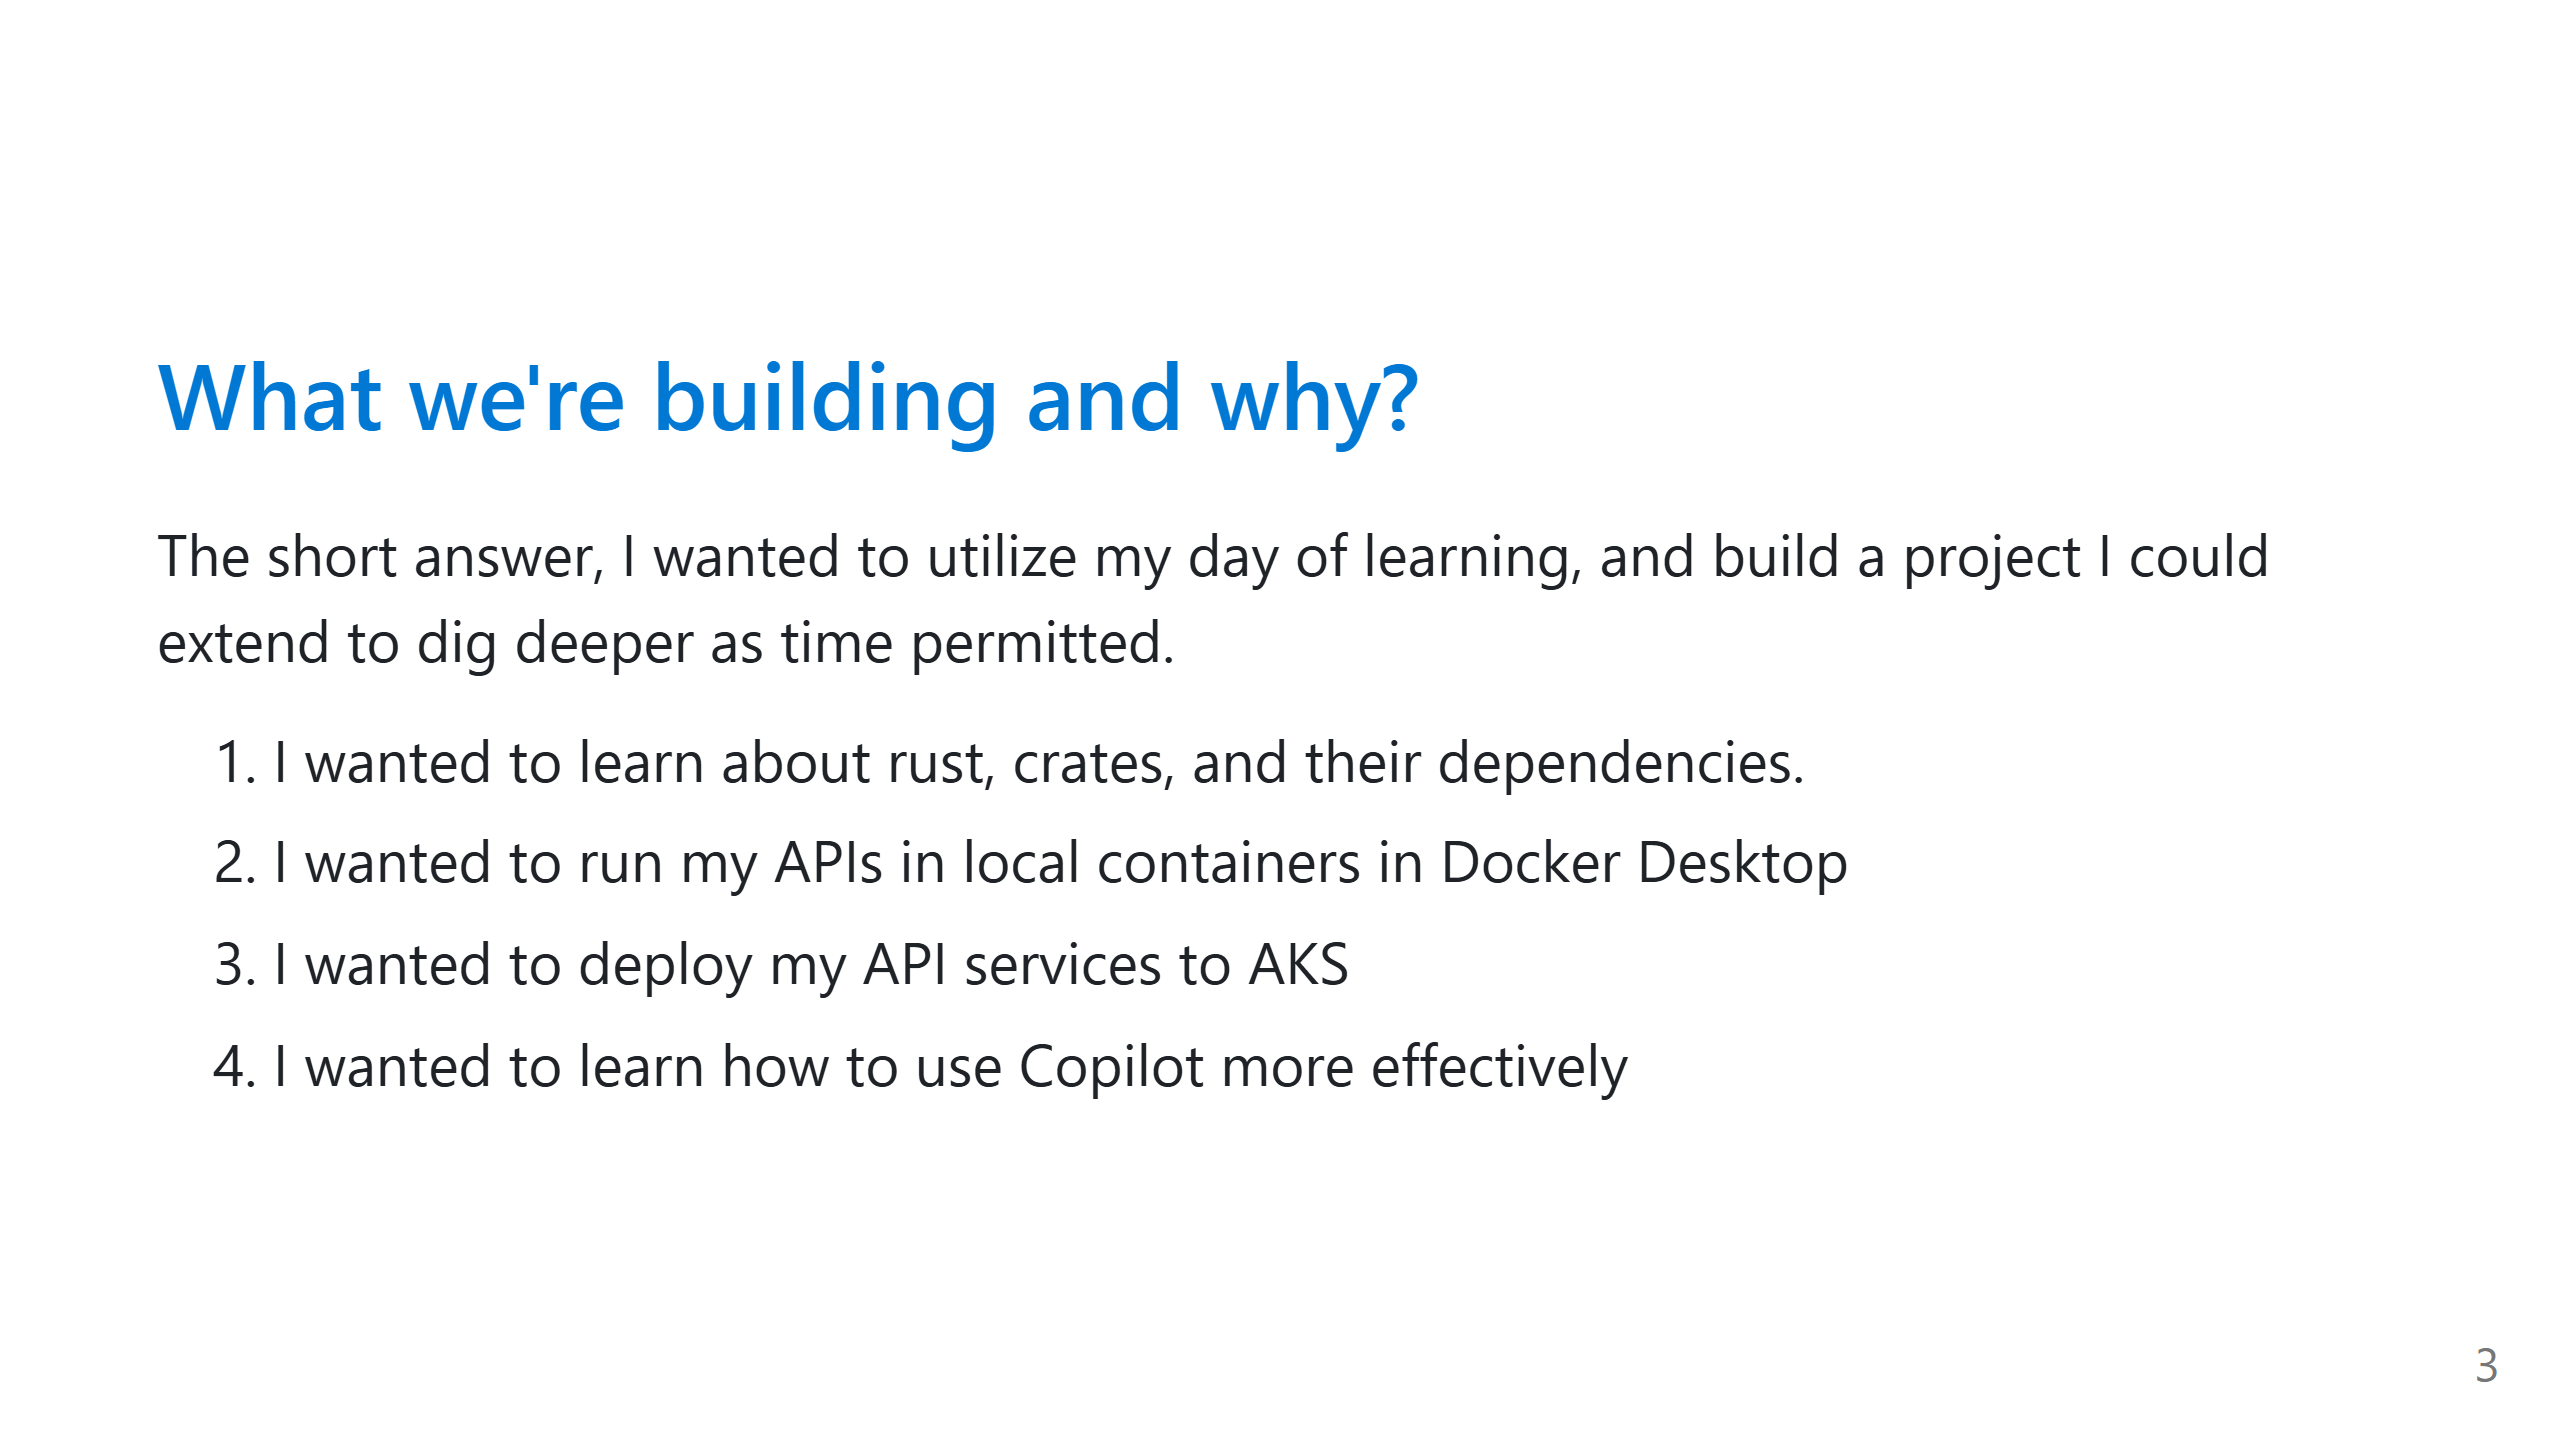 What we're building and why?
The short answer, I wanted to utilize my day of learning, and build a project I could
extend to dig deeper as time permitted.
1. I wanted to learn about rust, crates, and their dependencies.
2. I wanted to run my APIs in local containers in Docker Desktop
3. I wanted to deploy my API services to AKS
4. I wanted to learn how to use Copilot more effectively
3